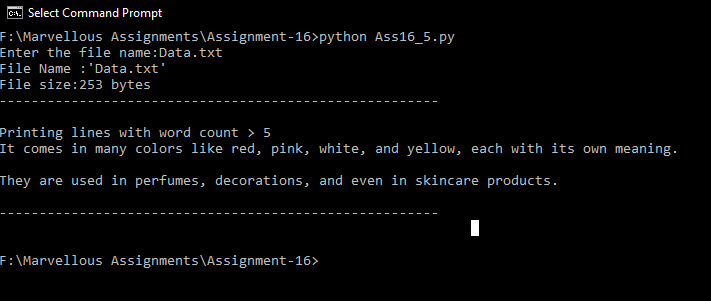 Select Command Prompt
F:\Marvellous Assignments\Assignment-16>python Ass16_5.py
Enter the file name:Data.txt
File Name :'Data.txt'
File size:253 bytes
-------------------------------------------------------
Printing lines with word count > 5
It comes in many colors like red, pink, white, and yellow, each with its own meaning.
They are used in perfumes, decorations, and even in skincare products.
-------------------------------------------------------
F:\Marvellous Assignments\Assignment-16>